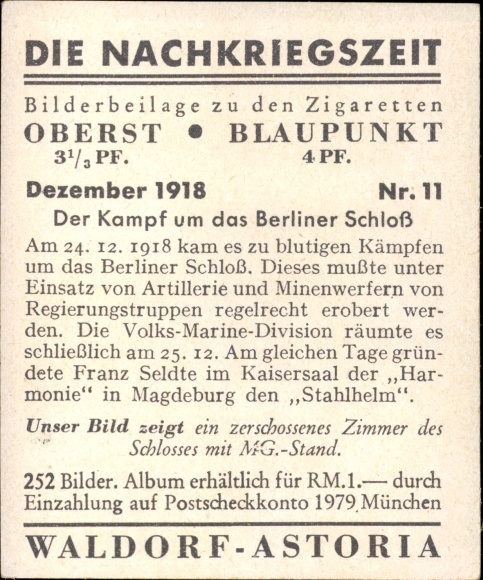 DIE NACHKRIEGSZEIT
Bilderbeilage zu den Zigaretten
OBERST • BLAUPUNKT
3⅓ PF. 4 PF.
Dezember 1918 Nr. 11
Der Kampf um das Berliner Schloß
Am 24. 12. 1918 kam es zu blutigen Kämpfen
um das Berliner Schloß. Dieses mußte unter
Einsatz von Artillerie und Minenwerfern von
Regierungstruppen regelrecht erobert wer-
den. Die Volks-Marine-Division räumte es
schließlich am 25. 12. Am gleichen Tage grün-
dete Franz Seldte im Kaisersaal der „Har-
monie“ in Magdeburg den „Stahlhelm“.
Unser Bild zeigt ein zerschossenes Zimmer des
Schlosses mit MG.-Stand.
252 Bilder. Album erhältlich für RM.1.— durch
Einzahlung auf Postscheckkonto 1979 München
WALDORF-ASTORIA